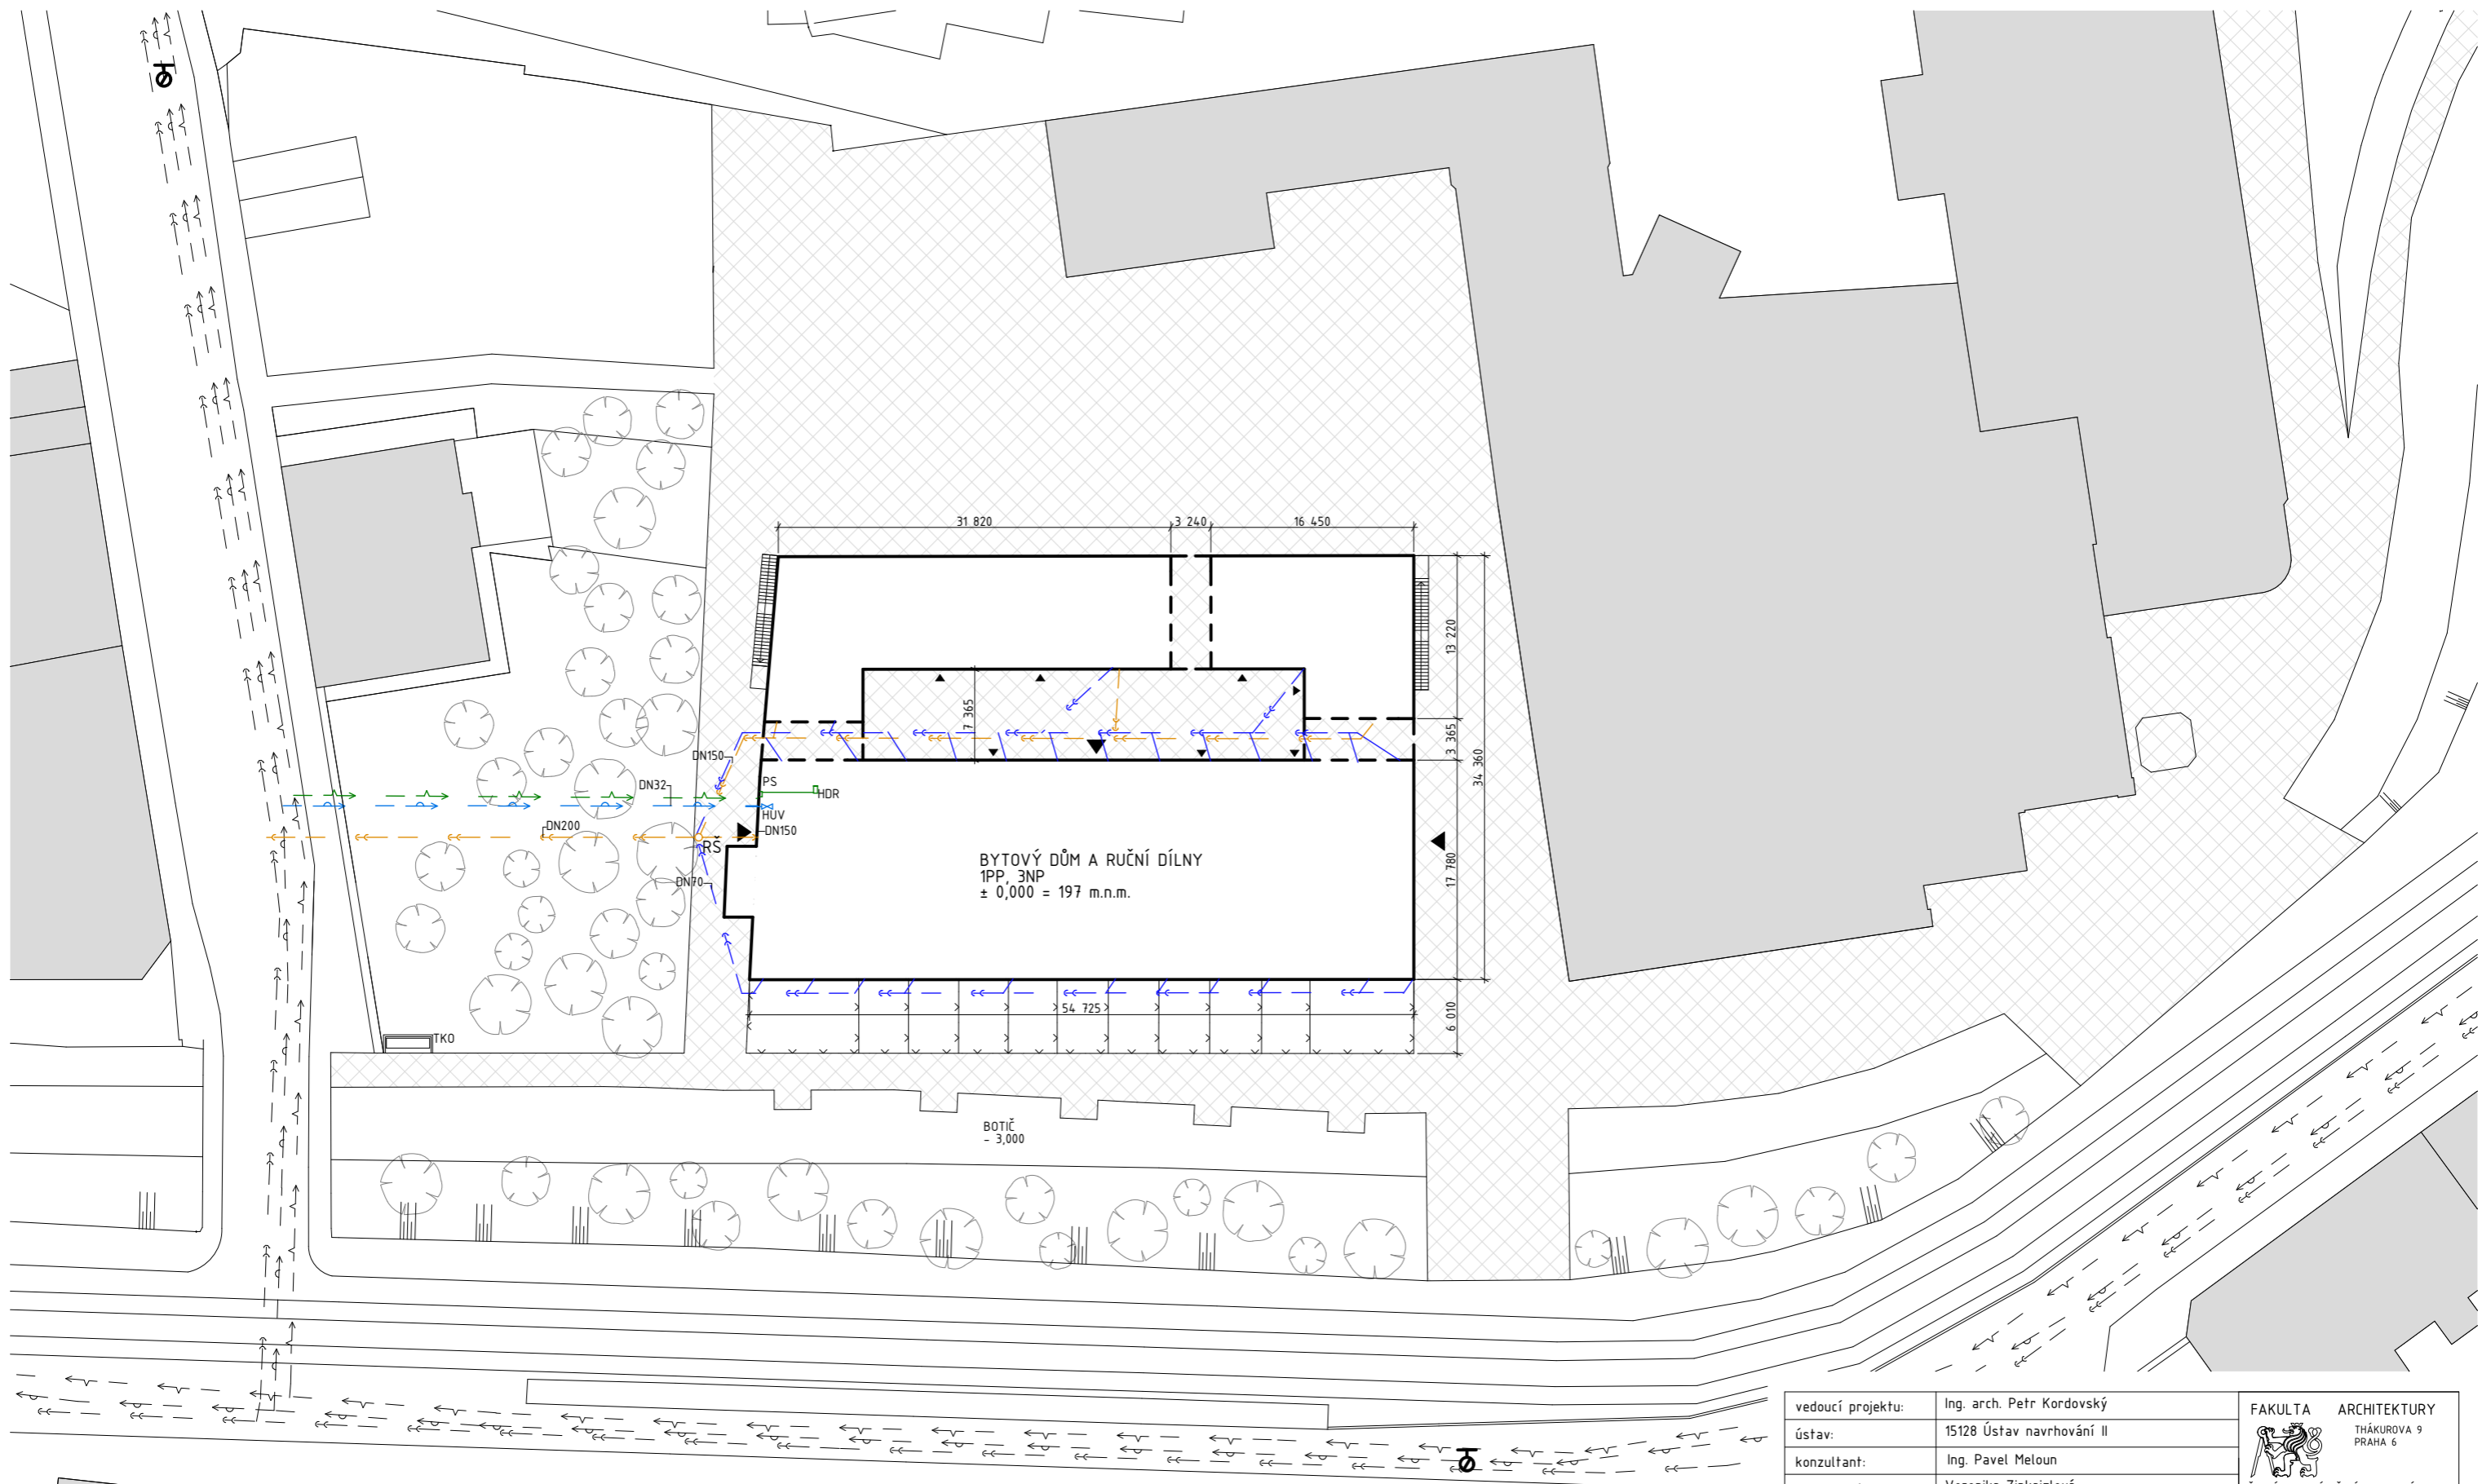 31 820
3 240
16 450
13 220
7 365
3 365
34 360
DN150
PS
DN32
HDR
HUV
DN200
DN150
RŠ
BYTOVÝ DŮM A RUČNÍ DÍLNY
1PP, 3NP
± 0,000 = 197 m.n.m.
17 780
DN70
54 725
6 010
TKO
BOTIČ
- 3,000
vedoucí projektu:
Ing. arch. Petr Kordovský
FAKULTA ARCHITEKTURY
THÁKUROVA 9
PRAHA 6
ústav:
15128 Ústav navrhování II
konzultant:
Ing. Pavel Meloun